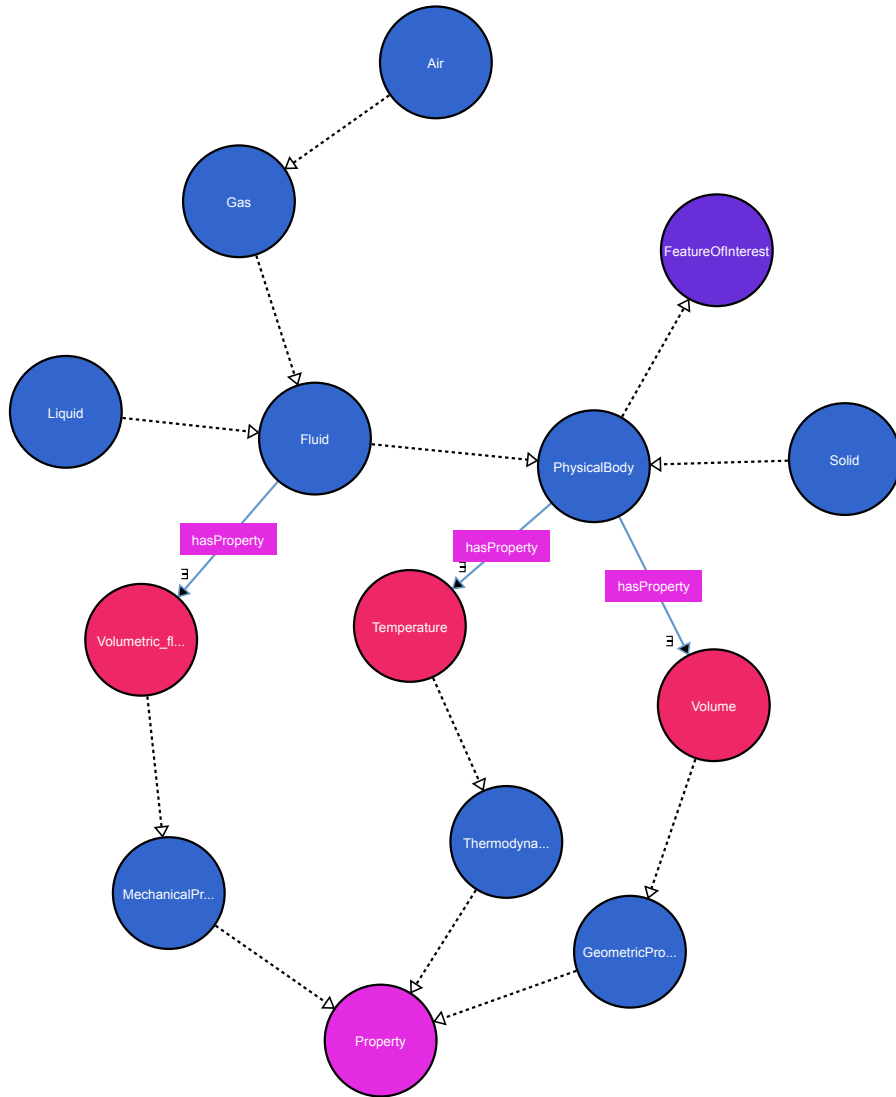 Air
Gas
FeatureOfInterest
Liquid
Fluid
PhysicalBody
Solid
hasProperty
hasProperty
hasProperty
∃
∃
∃
Volumetric_fl...
Temperature
Volume
Thermodyna...
MechanicalPr...
GeometricPro...
Property